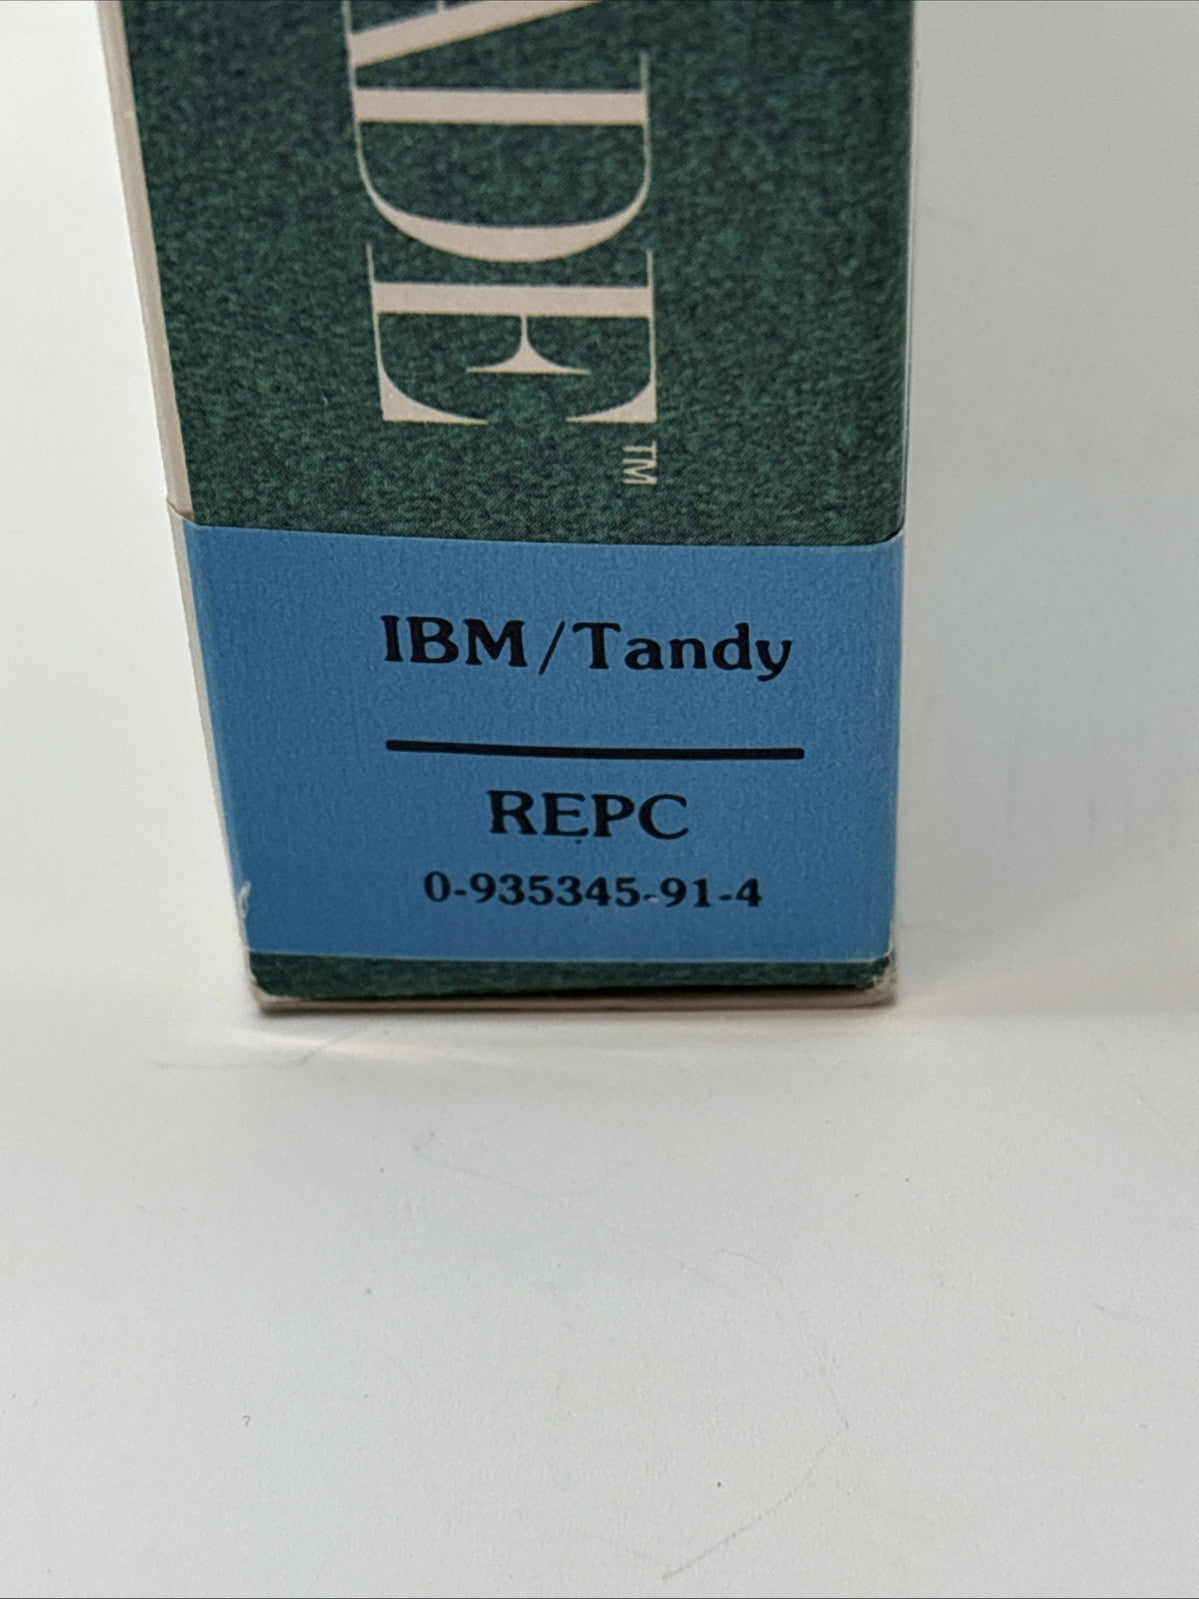 ADE™
IBM/Tandy
REPC
0-935345-91-4